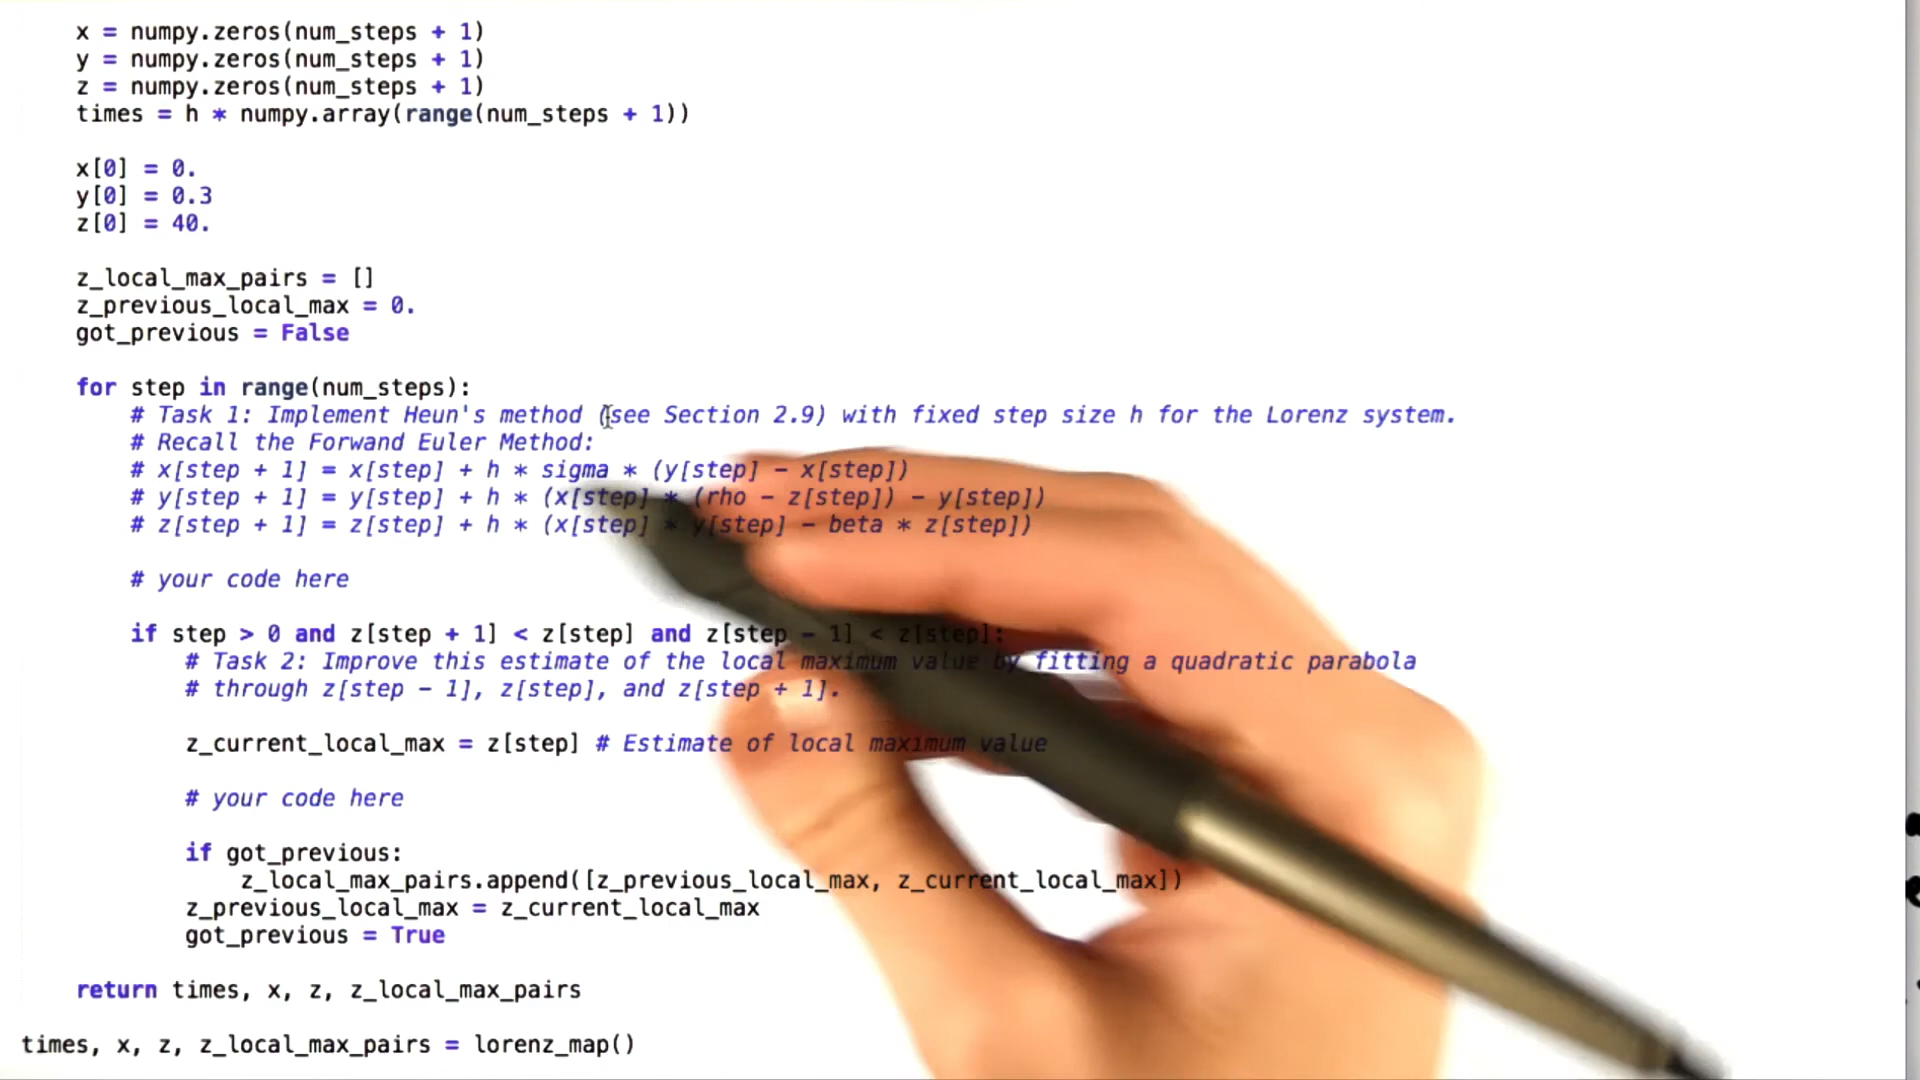 x = numpy.zeros(num_steps + 1)
y = numpy.zeros(num_steps + 1)
z = numpy.zeros(num_steps + 1)
times = h * numpy.array(range(num_steps + 1))
x[0] = 0.
y[0] = 0.3
z[0] = 40.
z_local_max_pairs = []
z_previous_local_max = 0.
got_previous = False
for step in range(num_steps):
# Task 1: Implement Heun's method (see Section 2.9) with fixed step size h for the Lorenz system.
# Recall the Forwand Euler Method:
# x[step + 1] = x[step] + h * sigma * (y[step] - x[step])
# y[step + 1] = y[step] + h * (x[step] * (rho - z[step]) - y[step])
# z[step + 1] = z[step] + h * (x[step] * y[step] - beta * z[step])
# your code here
if step > 0 and z[step + 1] < z[step] and z[step - 1] < z[step]:
# Task 2: Improve this estimate of the local maximum value by fitting a quadratic parabola
# through z[step - 1], z[step], and z[step + 1].
z_current_local_max = z[step] # Estimate of local maximum value
# your code here
if got_previous:
z_local_max_pairs.append([z_previous_local_max, z_current_local_max])
z_previous_local_max = z_current_local_max
got_previous = True
return times, x, z, z_local_max_pairs
times, x, z, z_local_max_pairs = lorenz_map()